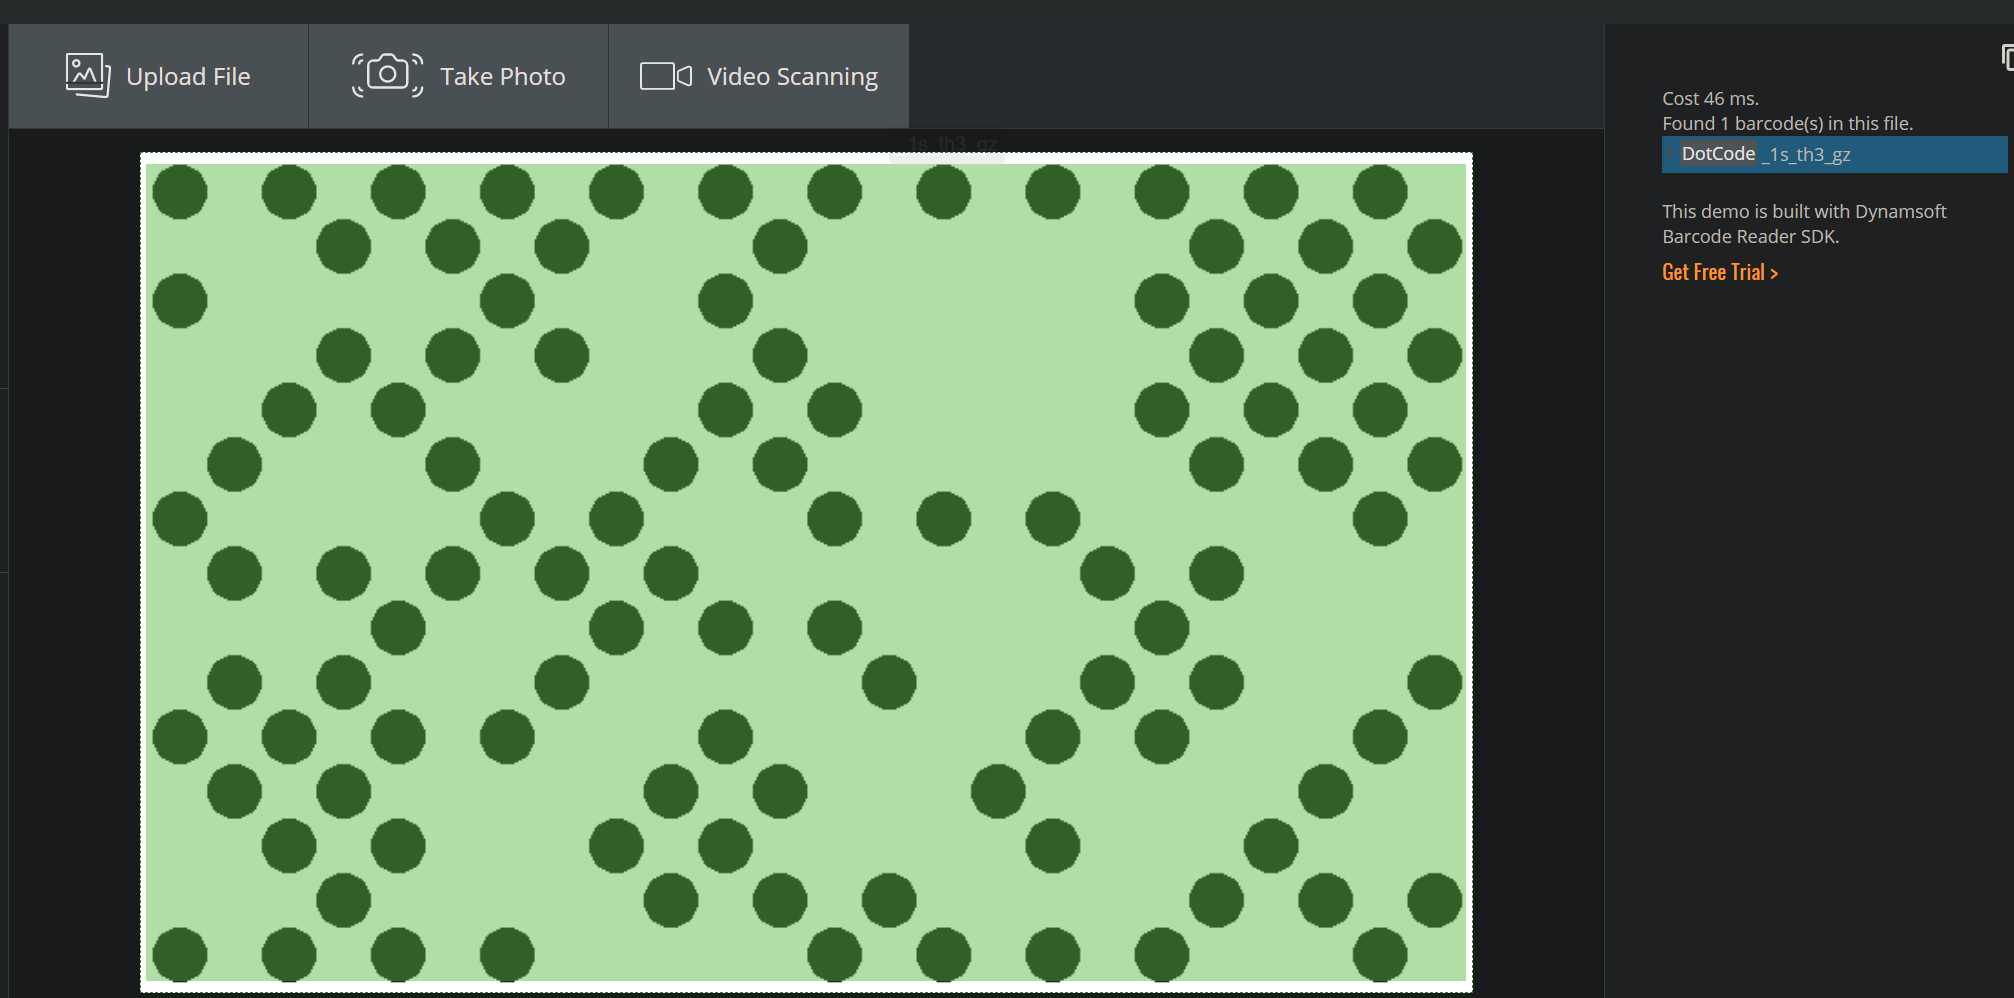 Upload File
Take Photo
Video Scanning
_1s_th3_gz
Cost 46 ms.
Found 1 barcode(s) in this file.
DotCode _1s_th3_gz
This demo is built with Dynamsoft
Barcode Reader SDK.
Get Free Trial >